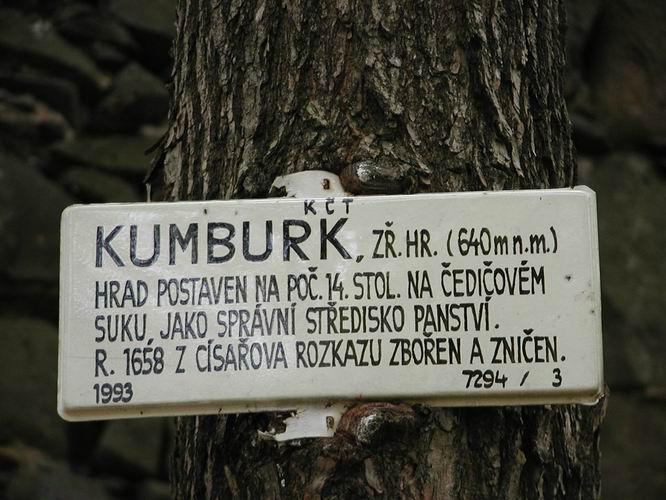 KČT
KUMBURK, ZŘ. HR. (640m n.m.)
HRAD POSTAVEN NA POČ. 14. STOL. NA ČEDIČOVÉM
SUKU, JAKO SPRÁVNÍ STŘEDISKO PANSTVÍ.
R. 1658 Z CÍSAŘOVA ROZKAZU ZBOŘEN A ZNIČEN.
1993 7294 / 3